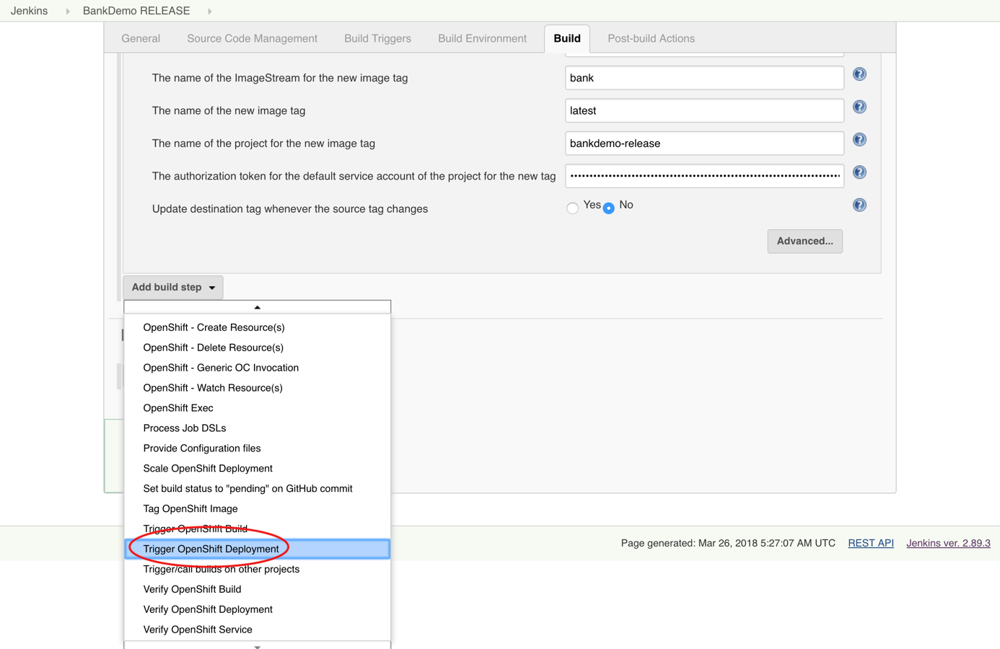 Jenkins BankDemo RELEASE
General Source Code Management Build Triggers Build Environment Build Post-build Actions
The name of the ImageStream for the new image tag bank
The name of the new image tag latest
The name of the project for the new image tag bankdemo-release
The authorization token for the default service account of the project for the new tag
Update destination tag whenever the source tag changes Yes No
Advanced...
Add build step
OpenShift - Create Resource(s)
OpenShift - Delete Resource(s)
OpenShift - Generic OC Invocation
OpenShift - Watch Resource(s)
OpenShift Exec
Process Job DSLs
Provide Configuration files
Scale OpenShift Deployment
Set build status to "pending" on GitHub commit
Tag OpenShift Image
Trigger OpenShift Build
Trigger OpenShift Deployment
Trigger/call builds on other projects
Verify OpenShift Build
Verify OpenShift Deployment
Verify OpenShift Service
Page generated: Mar 26, 2018 5:27:07 AM UTC REST API Jenkins ver. 2.89.3